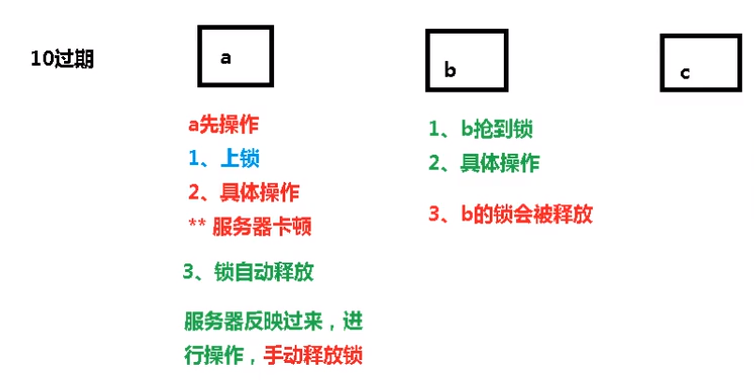 10过期
a
b
c
a先操作
1、上锁
2、具体操作
** 服务器卡顿
3、锁自动释放
服务器反映过来，进
行操作，手动释放锁
1、b抢到锁
2、具体操作
3、b的锁会被释放